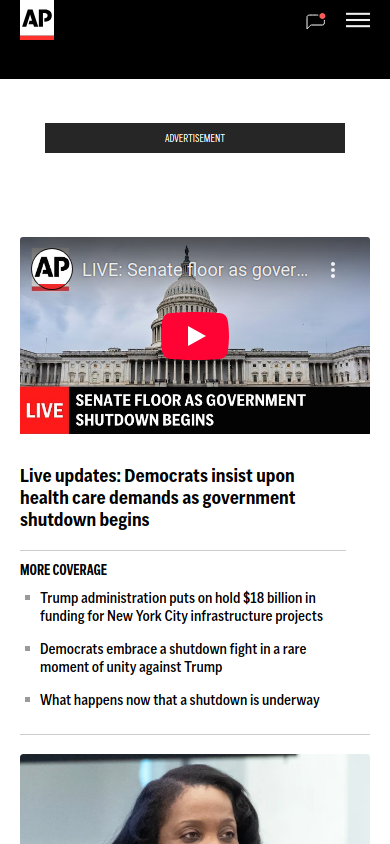 AP
ADVERTISEMENT
AP
LIVE: Senate floor as gover...
LIVE
SENATE FLOOR AS GOVERNMENT
SHUTDOWN BEGINS
Live updates: Democrats insist upon
health care demands as government
shutdown begins
MORE COVERAGE
Trump administration puts on hold $18 billion in
funding for New York City infrastructure projects
Democrats embrace a shutdown fight in a rare
moment of unity against Trump
What happens now that a shutdown is underway